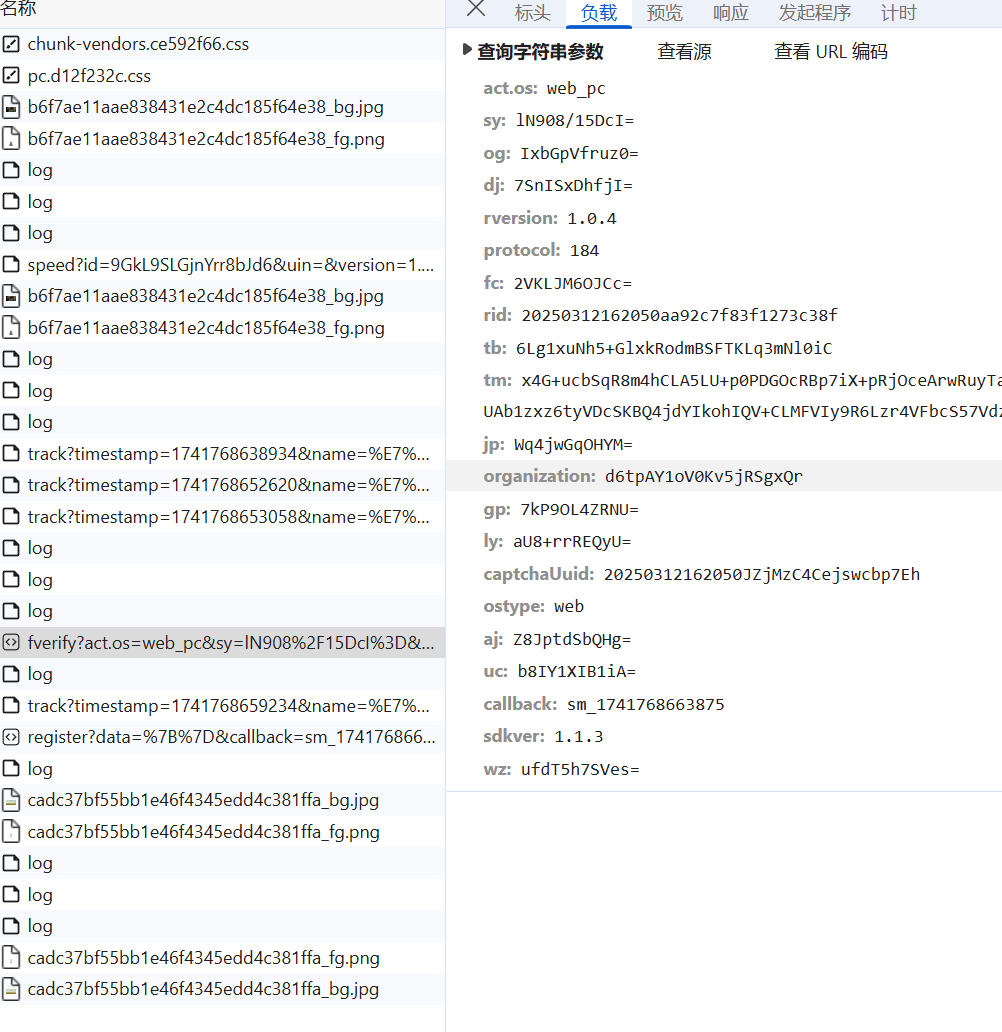 名称
chunk-vendors.ce592f66.css
pc.d12f232c.css
b6f7ae11aae838431e2c4dc185f64e38_bg.jpg
b6f7ae11aae838431e2c4dc185f64e38_fg.png
log
log
log
speed?id=9GkL9SLGjnYrr8bJd6&uin=&version=1....
b6f7ae11aae838431e2c4dc185f64e38_bg.jpg
b6f7ae11aae838431e2c4dc185f64e38_fg.png
log
log
log
track?timestamp=1741768638934&name=%E7%...
track?timestamp=1741768652620&name=%E7%...
track?timestamp=1741768653058&name=%E7%...
log
log
log
fverify?act.os=web_pc&sy=lN908%2F15DcI%3D&...
log
track?timestamp=1741768659234&name=%E7%...
register?data=%7B%7D&callback=sm_174176866...
log
cadc37bf55bb1e46f4345edd4c381ffa_bg.jpg
cadc37bf55bb1e46f4345edd4c381ffa_fg.png
log
log
log
cadc37bf55bb1e46f4345edd4c381ffa_fg.png
cadc37bf55bb1e46f4345edd4c381ffa_bg.jpg
标头 负载 预览 响应 发起程序 计时
查询字符串参数 查看源 查看 URL 编码
act.os: web_pc
sy: lN908/15DcI=
og: IxbGpVfruz0=
dj: 7SnISxDhfjI=
rversion: 1.0.4
protocol: 184
fc: 2VKLJM6OJCc=
rid: 20250312162050aa92c7f83f1273c38f
tb: 6Lg1xuNh5+GlxkRodmBSFTKLq3mNl0iC
tm: x4G+ucbSqR8m4hCLA5LU+p0PDGOcRBp7iX+pRjOceArwRuyTa
UAb1zxz6tyVDcSKBQ4jdYIkohIQV+CLMFVIy9R6Lzr4VFbcS57Vdz
jp: Wq4jwGqOHYM=
organization: d6tpAY1oV0Kv5jRSgxQr
gp: 7kP9OL4ZRNU=
ly: aU8+rrREQyU=
captchaUuid: 20250312162050JZjMzC4Cejswcbp7Eh
ostype: web
aj: Z8JptdSbQHg=
uc: b8IY1XIB1iA=
callback: sm_1741768663875
sdkver: 1.1.3
wz: ufdT5h7SVes=